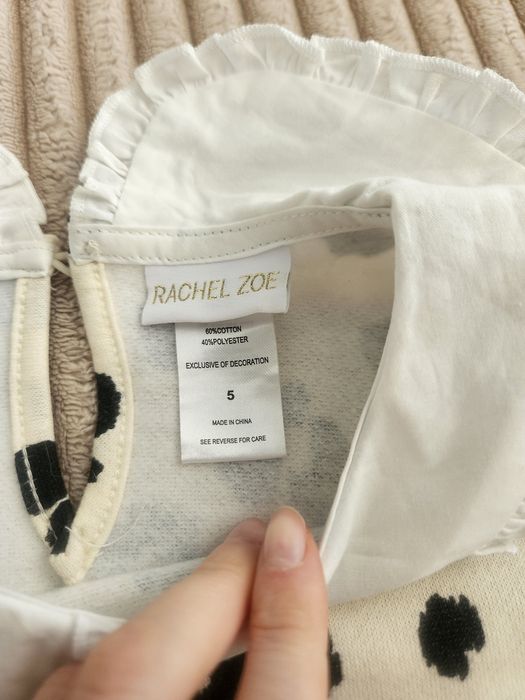 RACHEL ZOE
60%COTTON
40%POLYESTER
EXCLUSIVE OF DECORATION
5
MADE IN CHINA
SEE REVERSE FOR CARE